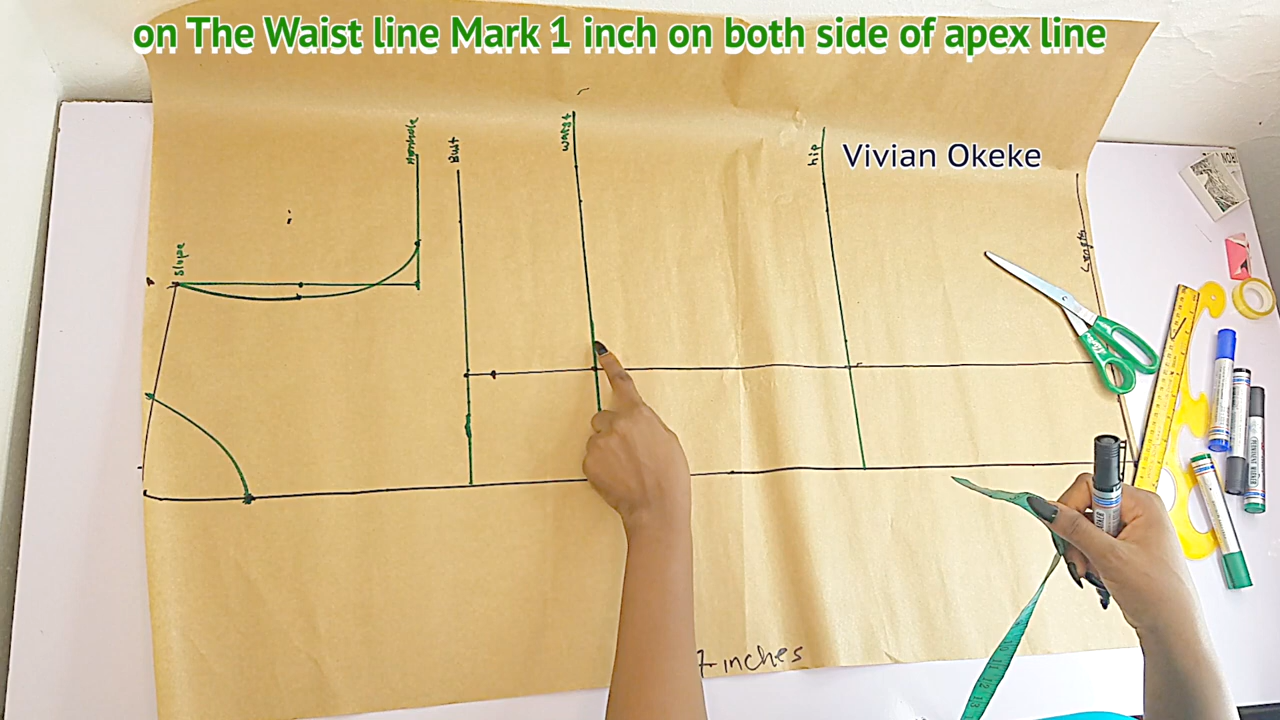 on The Waist line Mark 1 inch on both side of apex line
Vivian Okeke
Slope
Armhole
Bust
waist
hip
Length
inches